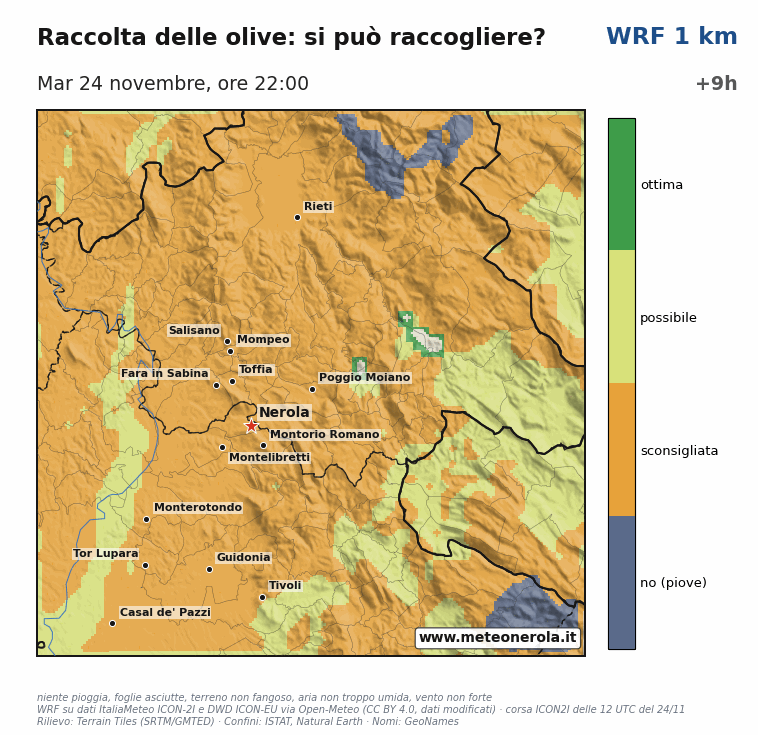 Raccolta delle olive: si può raccogliere?
WRF 1 km
Mar 24 novembre, ore 22:00
+9h
ottima
possibile
sconsigliata
no (piove)
Rieti
Salisano
Mompeo
Fara in Sabina
Toffia
Poggio Moiano
Nerola
Montorio Romano
Montelibretti
Monterotondo
Tor Lupara
Guidonia
Tivoli
Casal de' Pazzi
www.meteonerola.it
niente pioggia, foglie asciutte, terreno non fangoso, aria non troppo umida, vento non forte
WRF su dati ItaliaMeteo ICON-2I e DWD ICON-EU via Open-Meteo (CC BY 4.0, dati modificati) · corsa ICON2I delle 12 UTC del 24/11
Rilievo: Terrain Tiles (SRTM/GMTED) · Confini: ISTAT, Natural Earth · Nomi: GeoNames